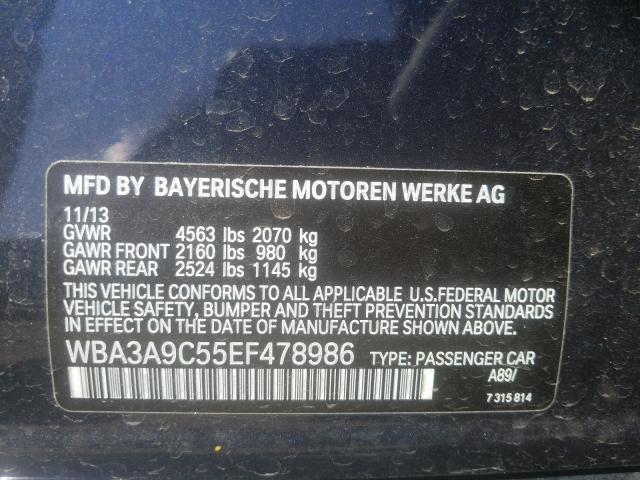 MFD BY BAYERISCHE MOTOREN WERKE AG
11/13
GVWR 4563 lbs 2070 kg
GAWR FRONT 2160 lbs 980 kg
GAWR REAR 2524 lbs 1145 kg
THIS VEHICLE CONFORMS TO ALL APPLICABLE U.S. FEDERAL MOTOR
VEHICLE SAFETY, BUMPER AND THEFT PREVENTION STANDARDS
IN EFFECT ON THE DATE OF MANUFACTURE SHOWN ABOVE.
WBA3A9C55EF478986 TYPE: PASSENGER CAR
A89/
7 315 814